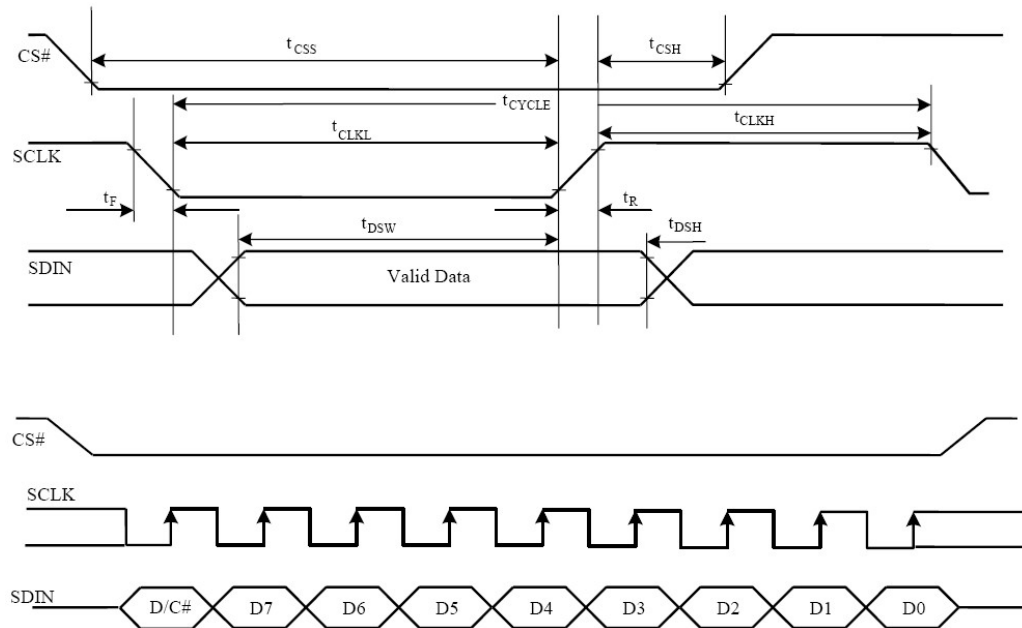 CS#
tCSS
tCSH
tCYCLE
tCLKL
tCLKH
SCLK
tF
tR
tDSW
tDSH
SDIN
Valid Data
CS#
SCLK
SDIN
D/C# D7 D6 D5 D4 D3 D2 D1 D0